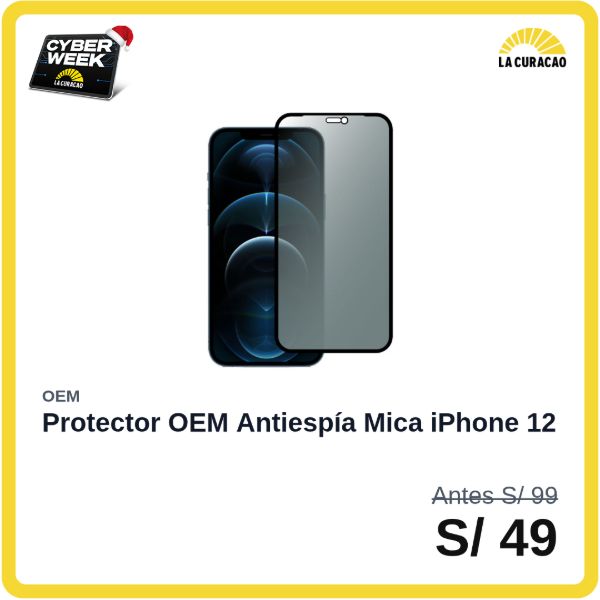 CYBER
WEEK
LA CURACAO
LA CURACAO
OEM
Protector OEM Antiespía Mica iPhone 12
Antes S/ 99
S/ 49